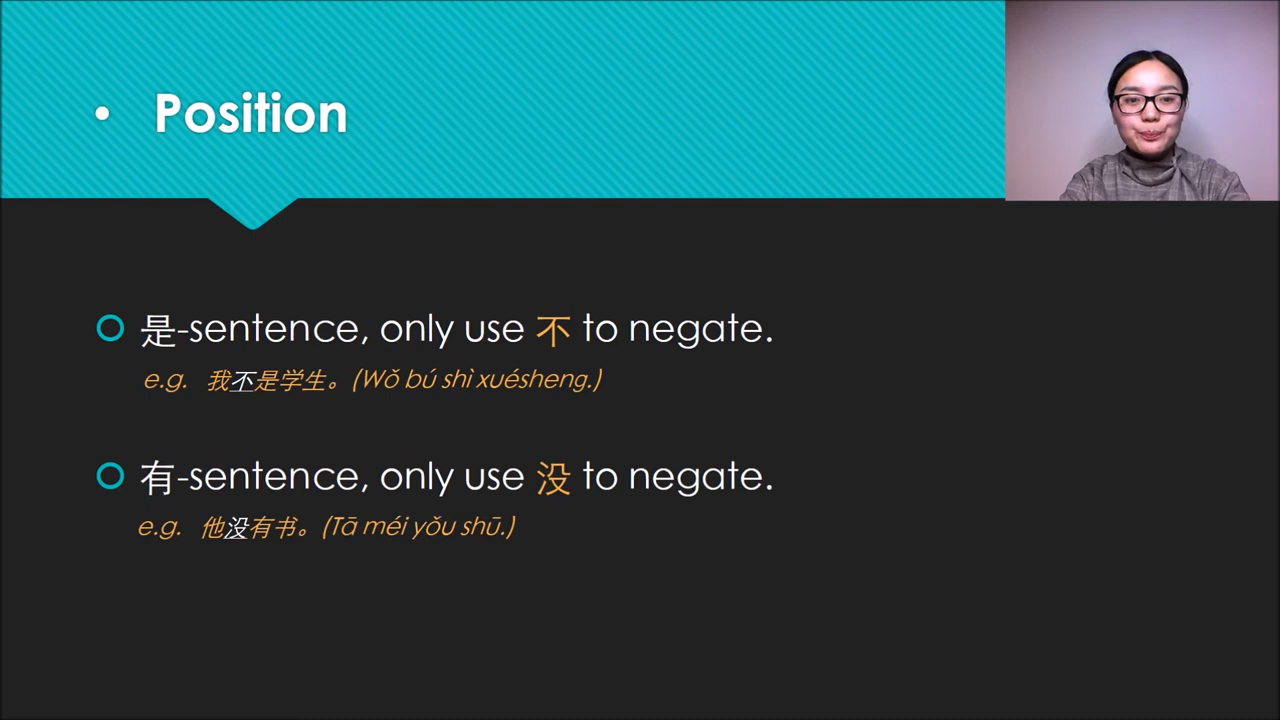 • Position
是-sentence, only use 不 to negate.
e.g. 我不是学生。(Wǒ bú shì xuésheng.)
有-sentence, only use 没 to negate.
e.g. 他没有书。(Tā méi yǒu shū.)